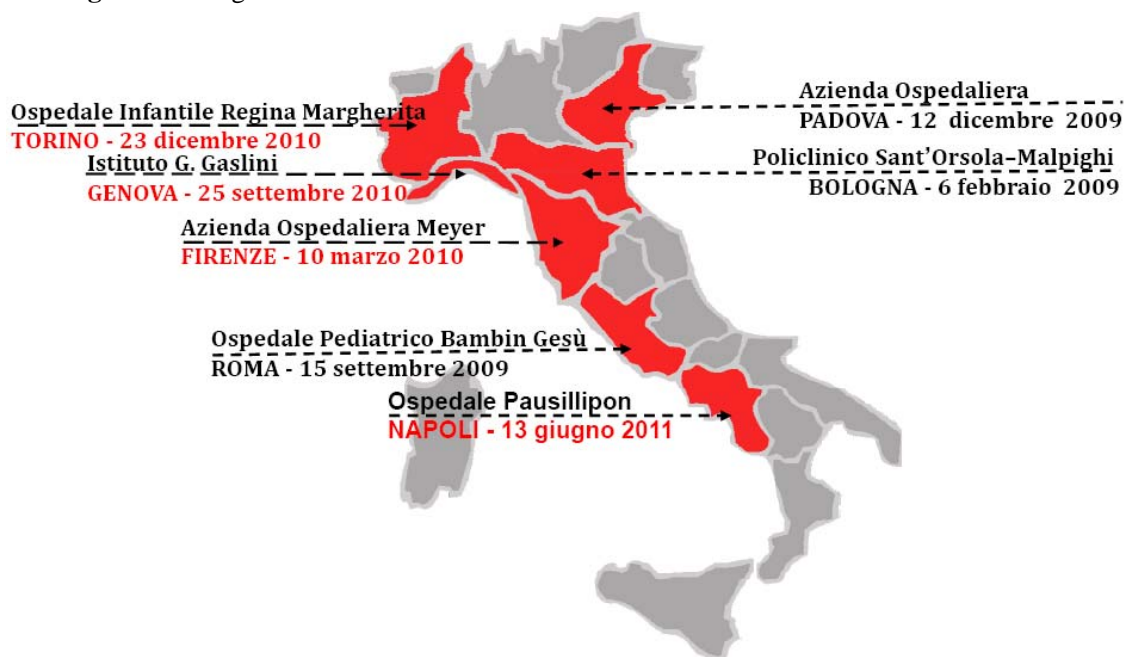 Ospedale Infantile Regina Margherita
TORINO - 23 dicembre 2010
Istituto G. Gaslini
GENOVA - 25 settembre 2010
Azienda Ospedaliera Meyer
FIRENZE - 10 marzo 2010
Azienda Ospedaliera
PADOVA - 12 dicembre 2009
Policlinico Sant'Orsola-Malpighi
BOLOGNA - 6 febbraio 2009
Ospedale Pediatrico Bambin Gesù
ROMA - 15 settembre 2009
Ospedale Pausillipon
NAPOLI - 13 giugno 2011